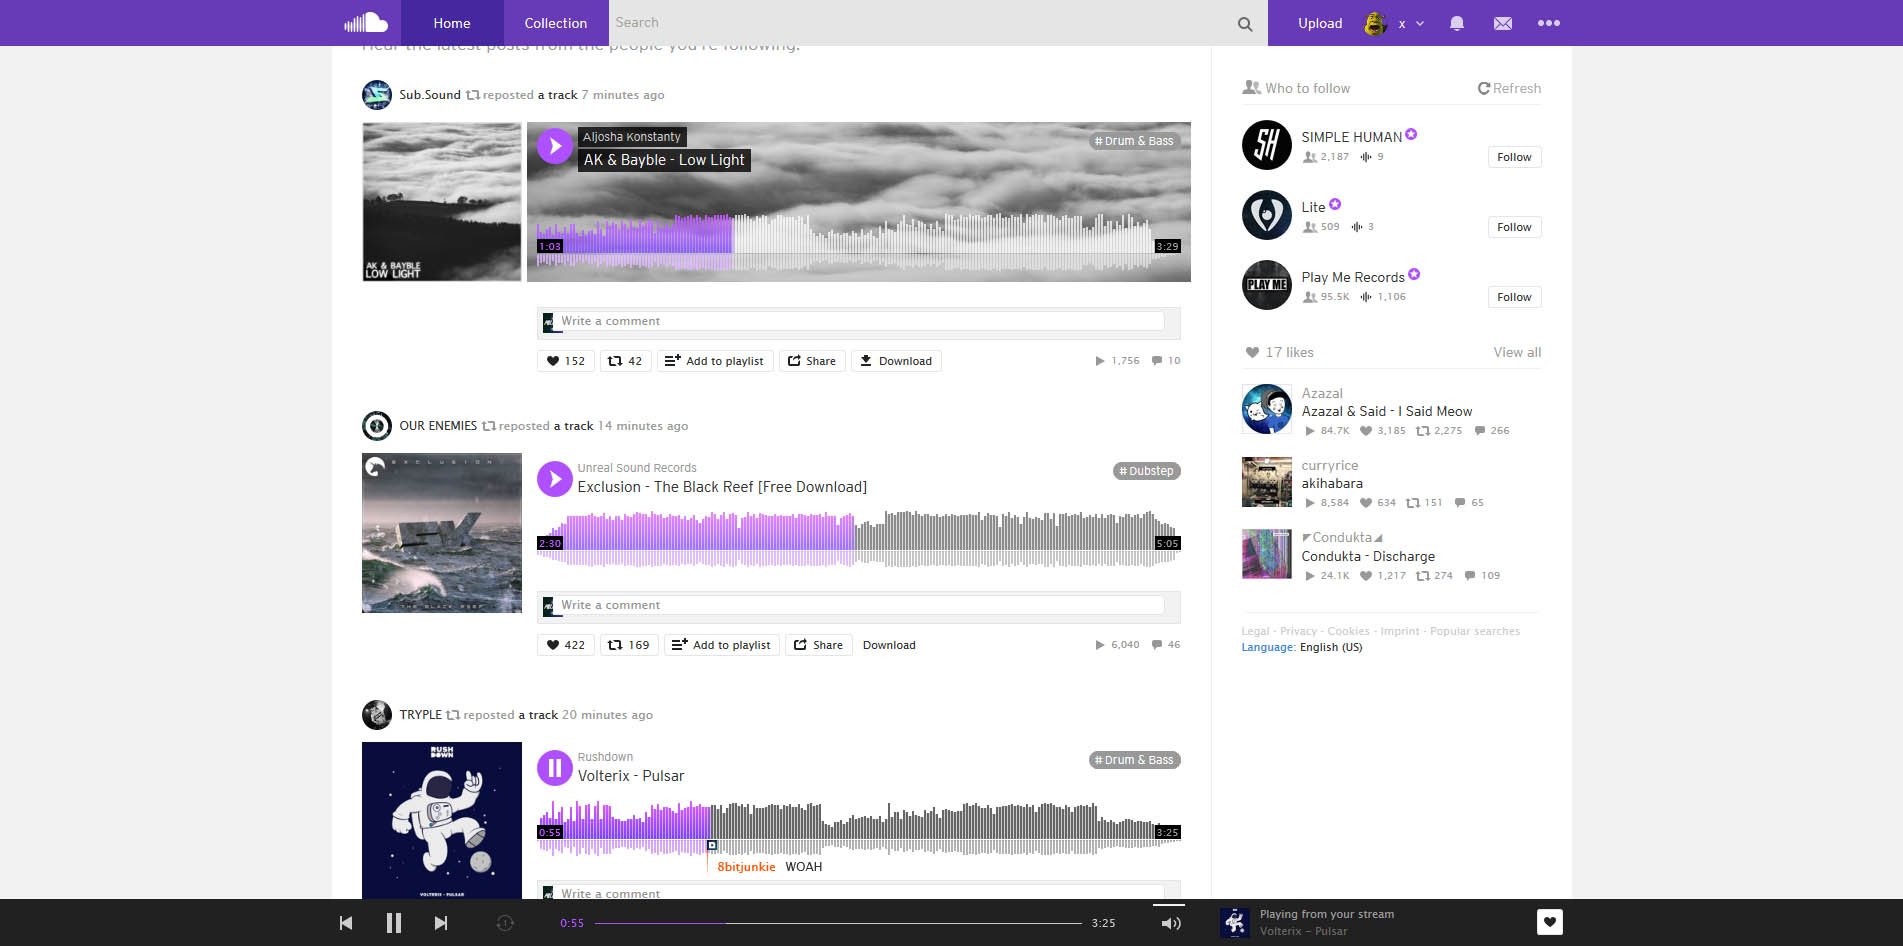 Home
Collection
Search
Upload
x
Hear the latest posts from the people you're following.
Sub.Sound reposted a track 7 minutes ago
Aljosha Konstanty
# Drum & Bass
AK & Bayble - Low Light
AK & BAYBLE
LOW LIGHT
1:03
3:29
Write a comment
152
42
Add to playlist
Share
Download
1,756
10
OUR ENEMIES reposted a track 14 minutes ago
EXCLUSION
THE BLACK REEF
Unreal Sound Records
# Dubstep
Exclusion - The Black Reef [Free Download]
2:30
5:05
Write a comment
422
169
Add to playlist
Share
Download
6,040
46
TRYPLE reposted a track 20 minutes ago
RUSH
DOWN
VOLTERIX - PULSAR
Rushdown
# Drum & Bass
Volterix - Pulsar
0:55
3:25
8bitjunkie WOAH
Write a comment
Who to follow
Refresh
SH
SIMPLE HUMAN
2,187 9
Follow
Lite
509 3
Follow
PLAY ME
Play Me Records
95.5K 1,106
Follow
17 likes
View all
Azazal
Azazal & Said - I Said Meow
84.7K 3,185 2,275 266
curryrice
akihabara
8,584 634 151 65
◤Condukta◢
Condukta - Discharge
24.1K 1,217 274 109
Legal - Privacy - Cookies - Imprint - Popular searches
Language: English (US)
0:55
3:25
Playing from your stream
Volterix – Pulsar